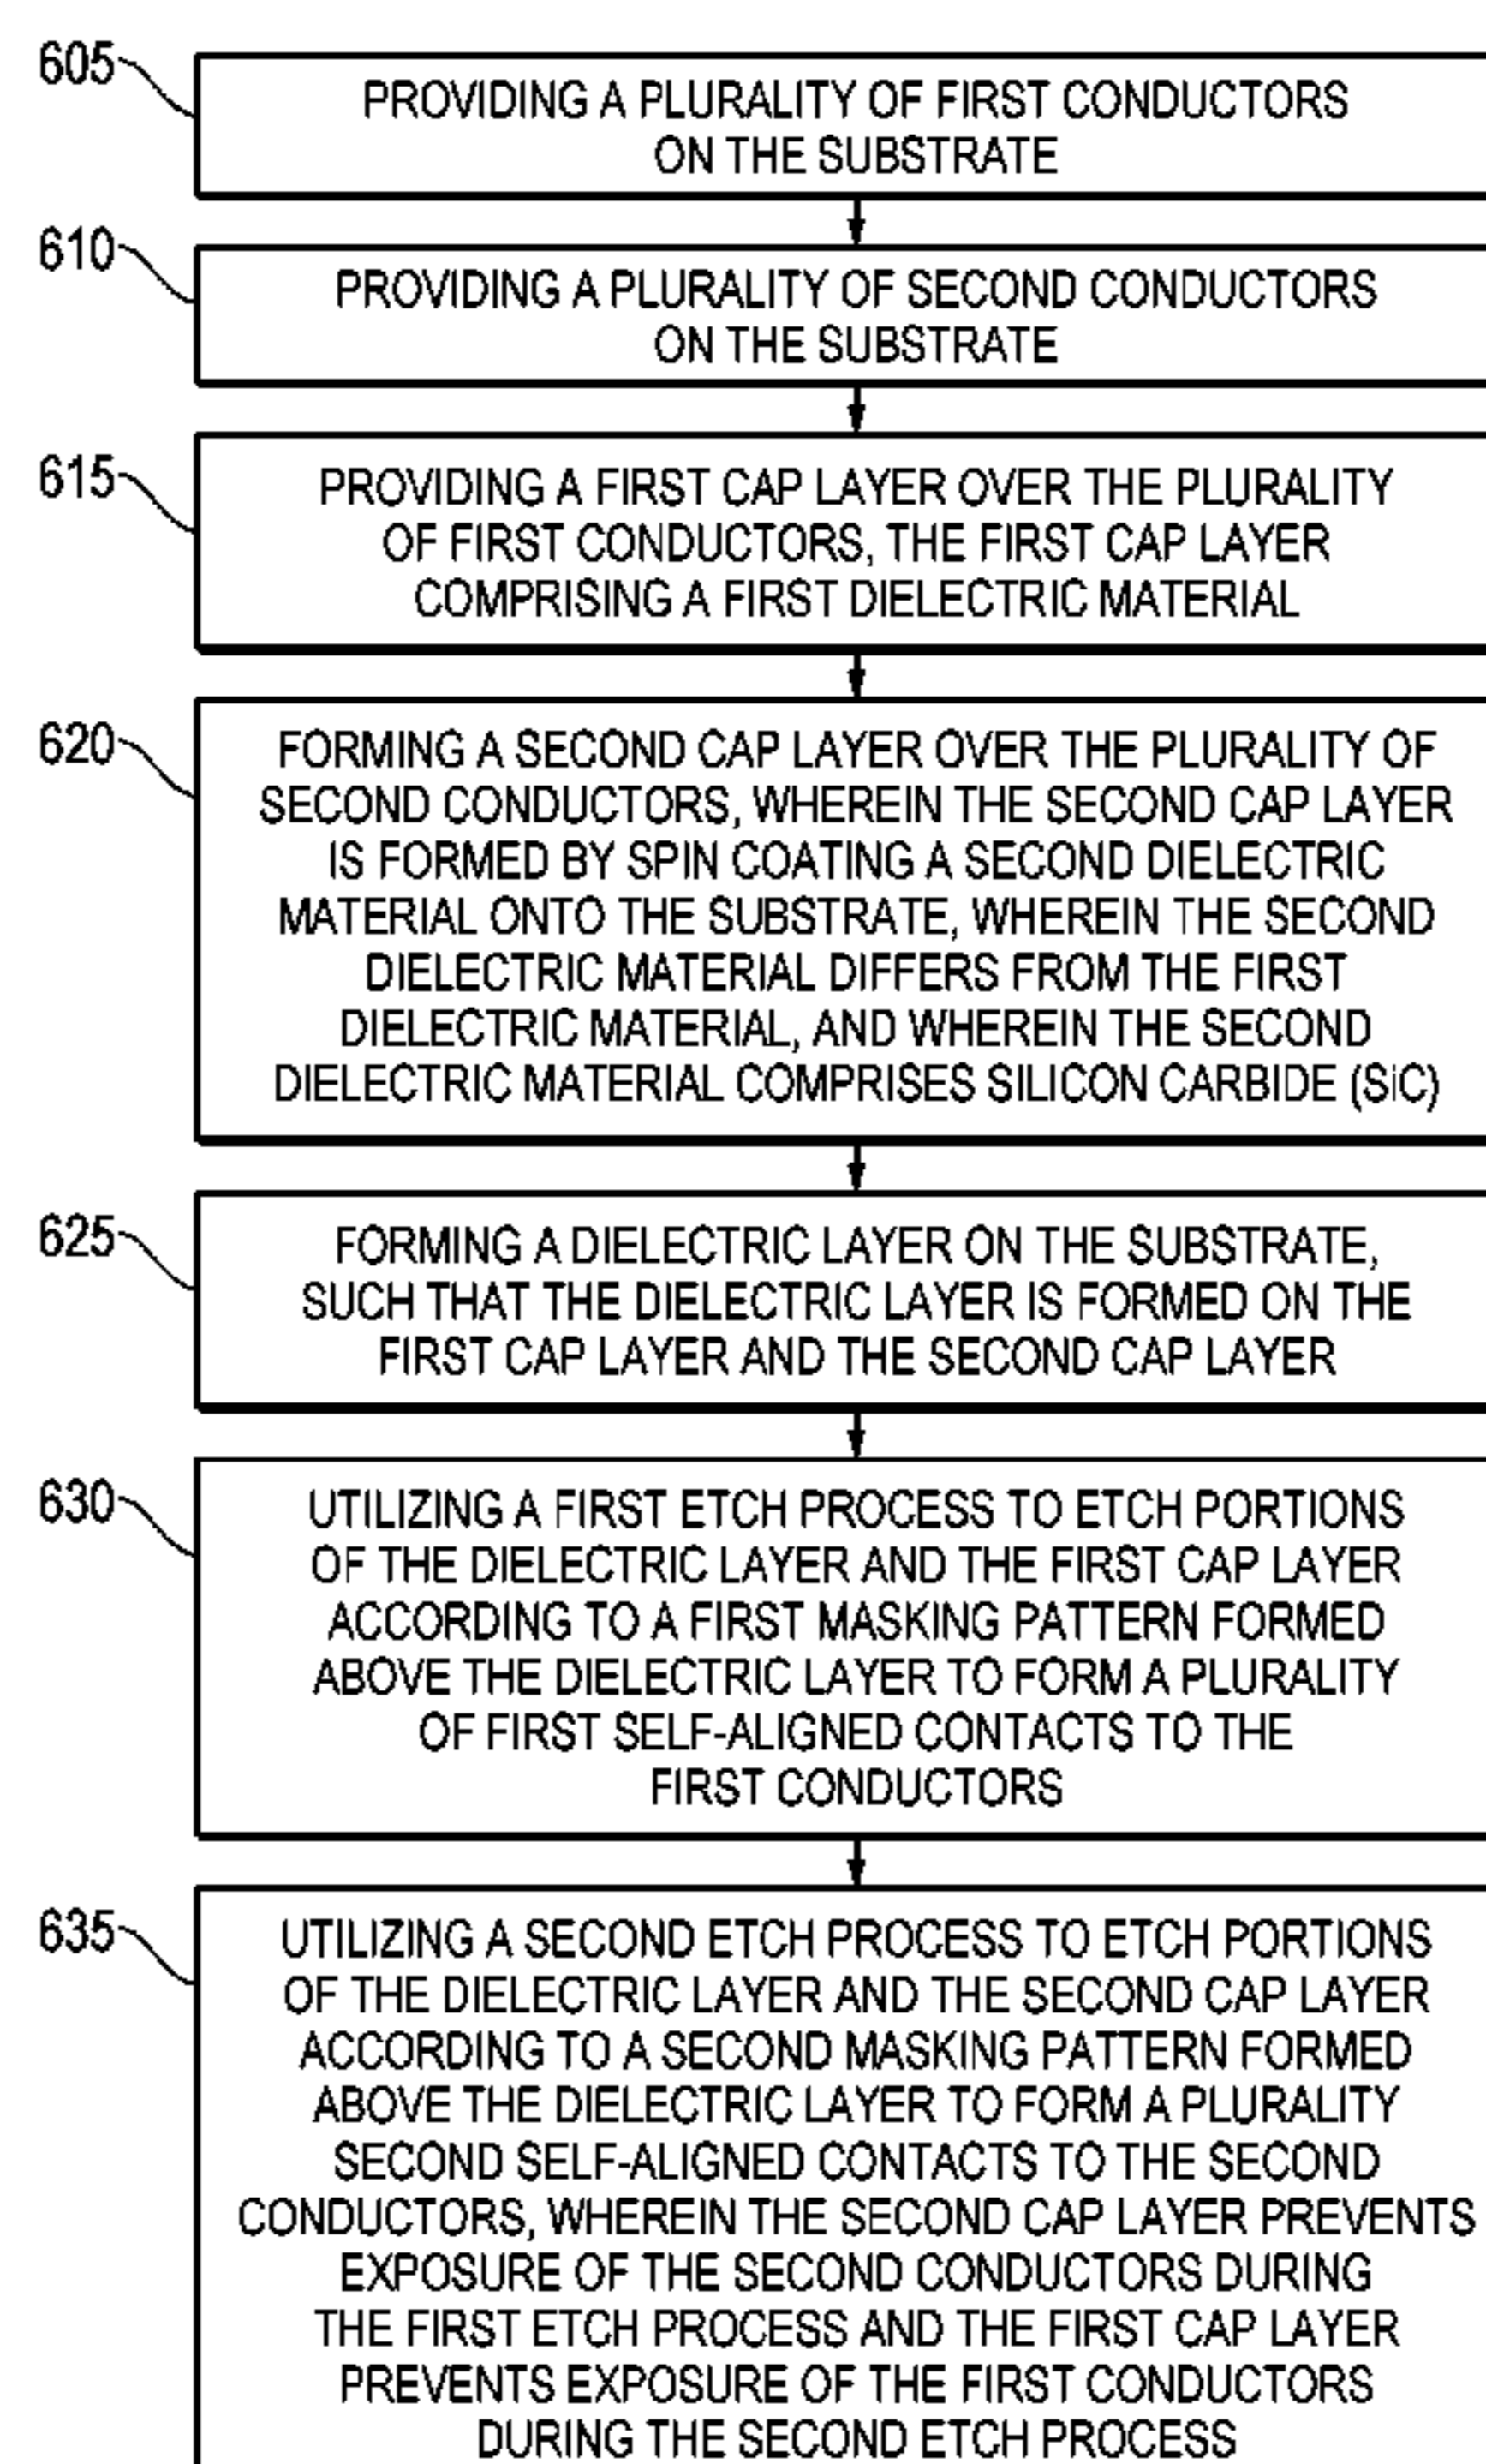 605
PROVIDING A PLURALITY OF FIRST CONDUCTORS
ON THE SUBSTRATE
610
PROVIDING A PLURALITY OF SECOND CONDUCTORS
ON THE SUBSTRATE
615
PROVIDING A FIRST CAP LAYER OVER THE PLURALITY
OF FIRST CONDUCTORS, THE FIRST CAP LAYER
COMPRISING A FIRST DIELECTRIC MATERIAL
620
FORMING A SECOND CAP LAYER OVER THE PLURALITY OF
SECOND CONDUCTORS, WHEREIN THE SECOND CAP LAYER
IS FORMED BY SPIN COATING A SECOND DIELECTRIC
MATERIAL ONTO THE SUBSTRATE, WHEREIN THE SECOND
DIELECTRIC MATERIAL DIFFERS FROM THE FIRST
DIELECTRIC MATERIAL, AND WHEREIN THE SECOND
DIELECTRIC MATERIAL COMPRISES SILICON CARBIDE (SiC)
625
FORMING A DIELECTRIC LAYER ON THE SUBSTRATE,
SUCH THAT THE DIELECTRIC LAYER IS FORMED ON THE
FIRST CAP LAYER AND THE SECOND CAP LAYER
630
UTILIZING A FIRST ETCH PROCESS TO ETCH PORTIONS
OF THE DIELECTRIC LAYER AND THE FIRST CAP LAYER
ACCORDING TO A FIRST MASKING PATTERN FORMED
ABOVE THE DIELECTRIC LAYER TO FORM A PLURALITY
OF FIRST SELF-ALIGNED CONTACTS TO THE
FIRST CONDUCTORS
635
UTILIZING A SECOND ETCH PROCESS TO ETCH PORTIONS
OF THE DIELECTRIC LAYER AND THE SECOND CAP LAYER
ACCORDING TO A SECOND MASKING PATTERN FORMED
ABOVE THE DIELECTRIC LAYER TO FORM A PLURALITY
SECOND SELF-ALIGNED CONTACTS TO THE SECOND
CONDUCTORS, WHEREIN THE SECOND CAP LAYER PREVENTS
EXPOSURE OF THE SECOND CONDUCTORS DURING
THE FIRST ETCH PROCESS AND THE FIRST CAP LAYER
PREVENTS EXPOSURE OF THE FIRST CONDUCTORS
DURING THE SECOND ETCH PROCESS